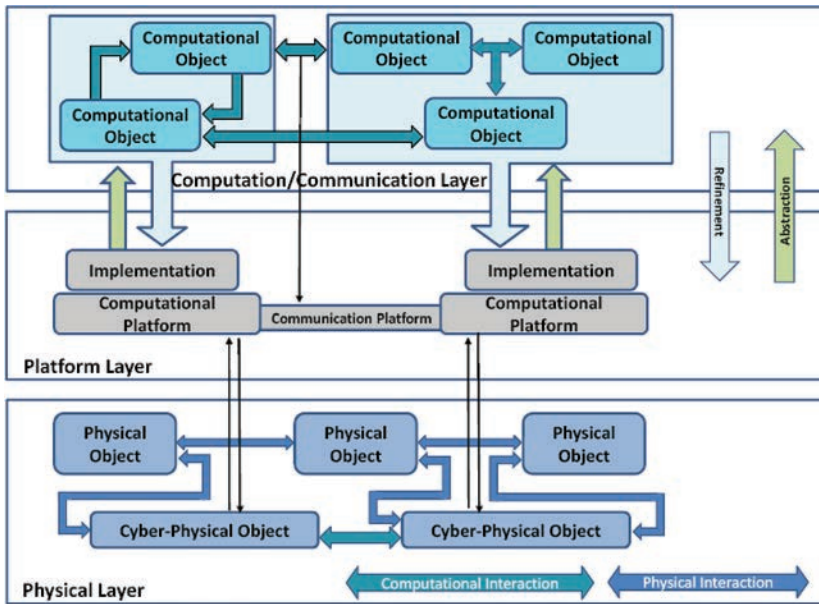 Computational
Object
Computational
Object
Computational
Object
Computational
Object
Computational
Object
Computation/Communication Layer
Refinement
Abstraction
Implementation
Implementation
Computational
Platform
Communication Platform
Computational
Platform
Platform Layer
Physical
Object
Physical
Object
Physical
Object
Cyber-Physical Object
Cyber-Physical Object
Computational Interaction
Physical Interaction
Physical Layer